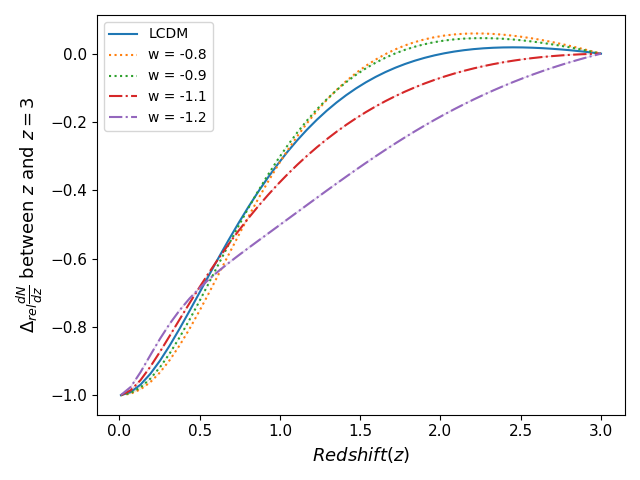 LCDM
w = -0.8
w = -0.9
w = -1.1
w = -1.2
Δ_rel dN/dz between z and z = 3
0.0
−0.2
−0.4
−0.6
−0.8
−1.0
0.0 0.5 1.0 1.5 2.0 2.5 3.0
Redshift(z)